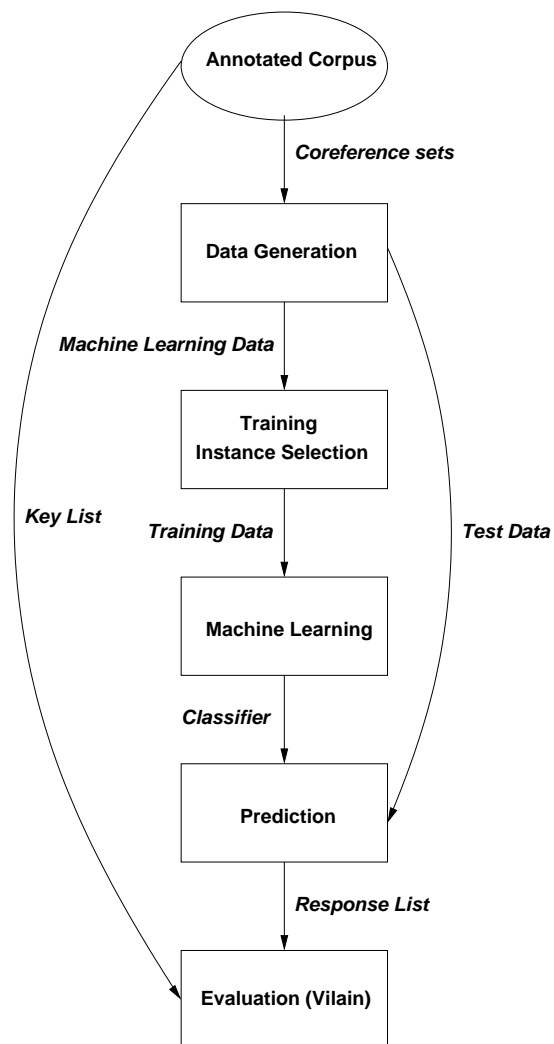 Annotated Corpus
Coreference sets
Data Generation
Machine Learning Data
Training
Instance Selection
Key List
Training Data
Test Data
Machine Learning
Classifier
Prediction
Response List
Evaluation (Vilain)